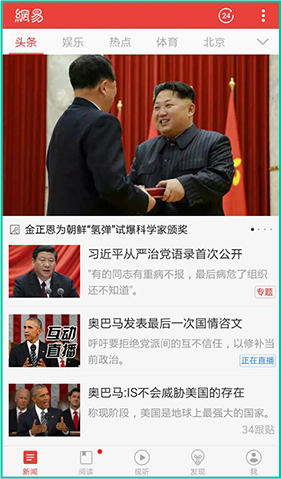 網易
24
头条 娱乐 热点 体育 北京
金正恩为朝鲜“氢弹”试爆科学家颁奖
习近平从严治党语录首次公开
“有的同志有重病不报，最后病危了组织
还不知道”。
专题
互动
直播
奥巴马发表最后一次国情咨文
呼吁要拒绝党派间的互不信任，以修补当
前政治。
正在直播
奥巴马:IS不会威胁美国的存在
称现阶段，美国是地球上最强大的国家。
34跟贴
新闻 阅读 视听 发现 我